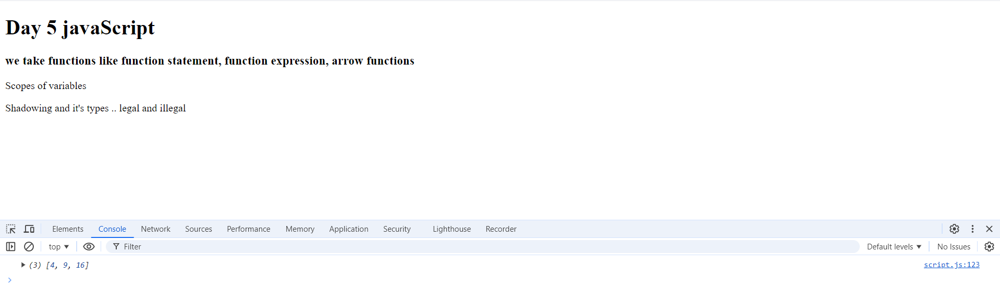 Day 5 javaScript
we take functions like function statement, function expression, arrow functions
Scopes of variables
Shadowing and it's types .. legal and illegal
Elements Console Network Sources Performance Memory Application Security Lighthouse Recorder
top Filter Default levels No Issues
(3) [4, 9, 16] script.js:123